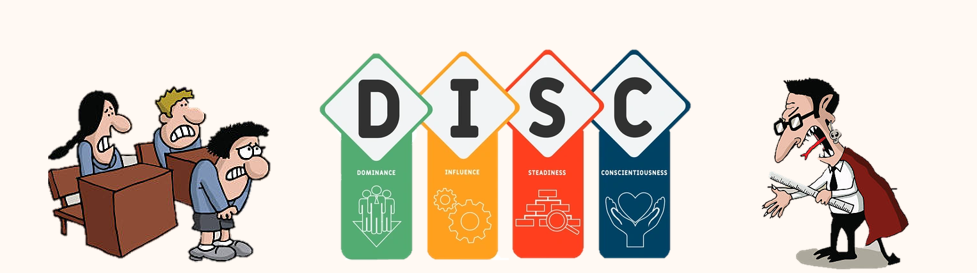 D I S C
DOMINANCE INFLUENCE STEADINESS CONSCIENTIOUSNESS